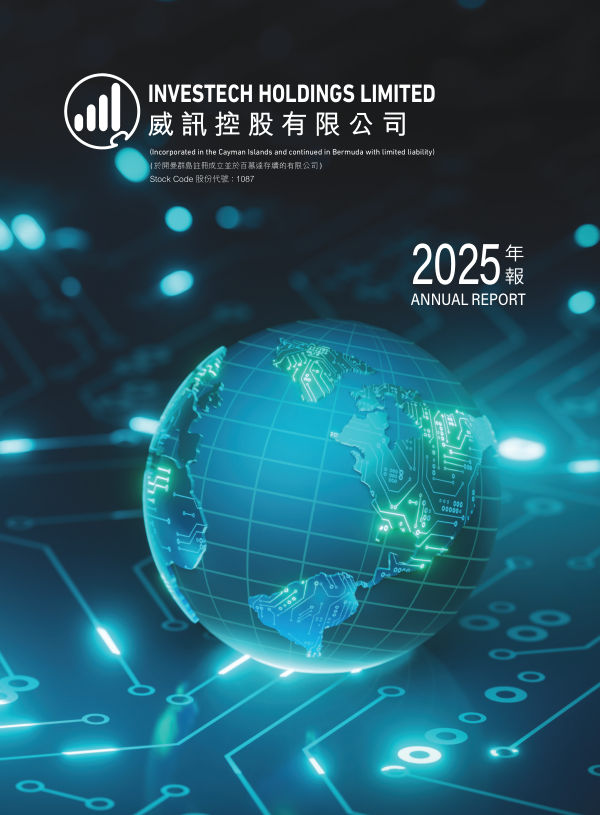 INVESTECH HOLDINGS LIMITED
威訊控股有限公司
(Incorporated in the Cayman Islands and continued in Bermuda with limited liability)
(於開曼群島註冊成立並於百慕達存續的有限公司)
Stock Code 股份代號：1087
2025年報
ANNUAL REPORT